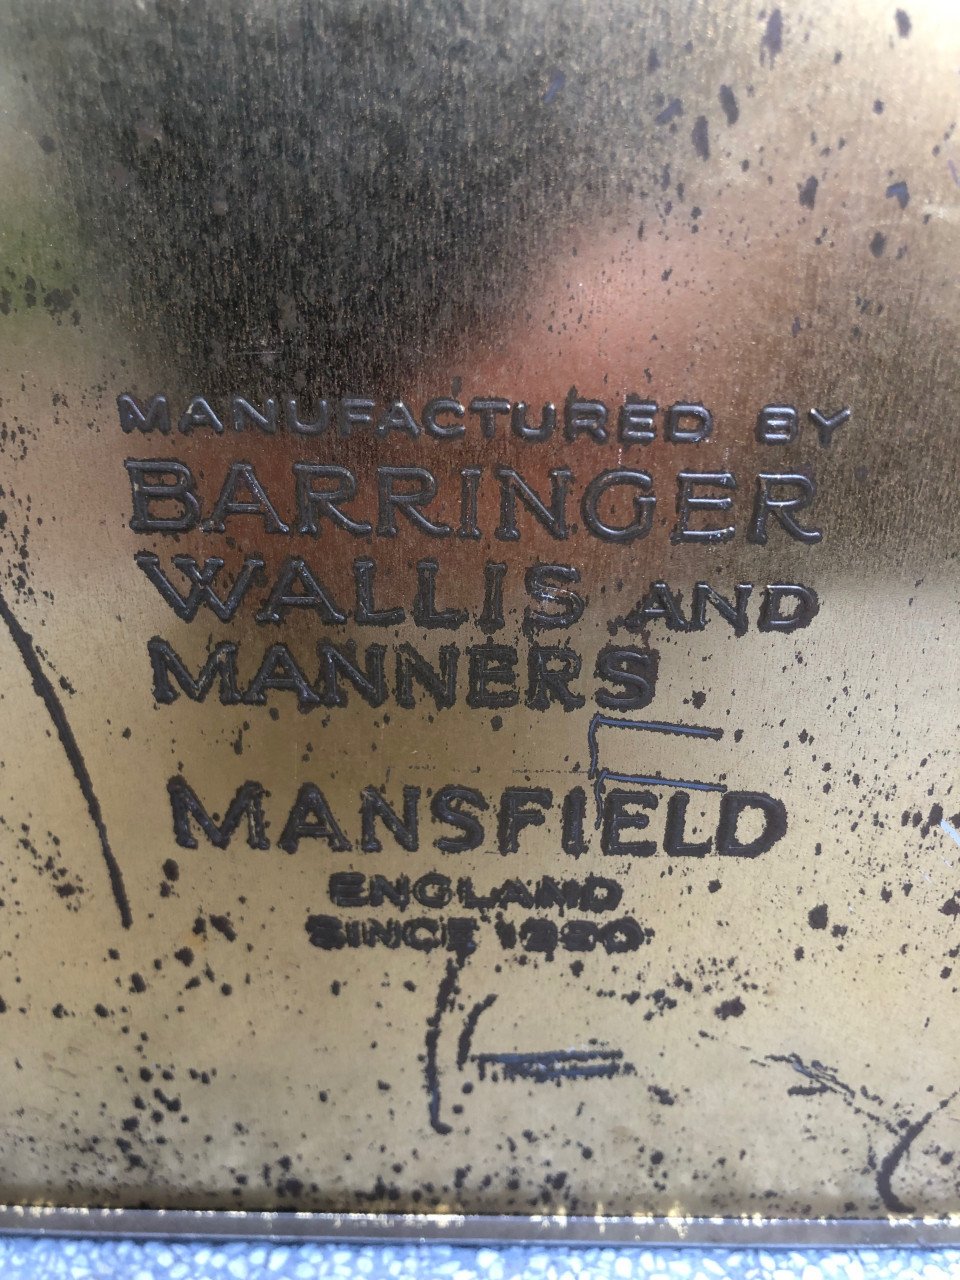 MANUFACTURED BY
BARRINGER
WALLIS AND
MANNERS
MANSFIELD
ENGLAND
SINCE